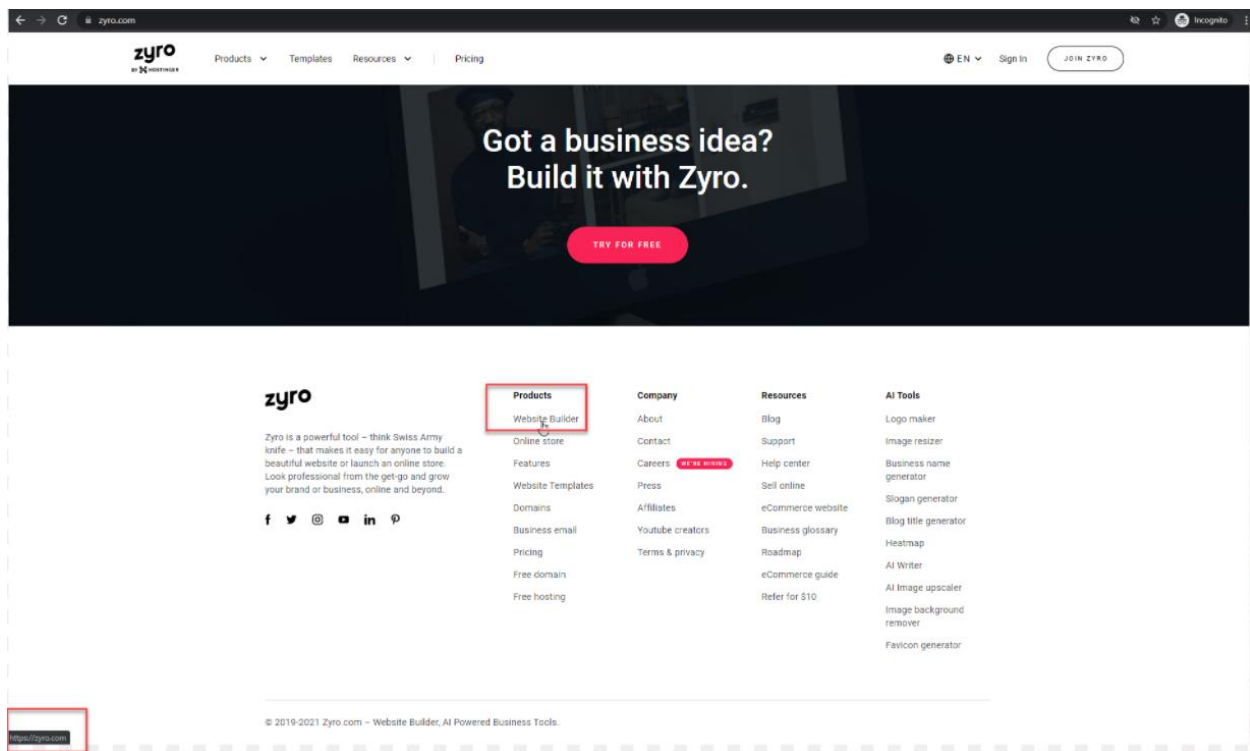 zyro.com
Incognito
zyro
BY HOSTINGER
Products
Templates
Resources
Pricing
EN
Sign In
JOIN ZYRO
Got a business idea?
Build it with Zyro.
TRY FOR FREE
zyro
Zyro is a powerful tool – think Swiss Army
knife – that makes it easy for anyone to build a
beautiful website or launch an online store.
Look professional from the get-go and grow
your brand or business, online and beyond.
Products
Website Builder
Online store
Features
Website Templates
Domains
Business email
Pricing
Free domain
Free hosting
Company
About
Contact
Careers WE'RE HIRING
Press
Affiliates
Youtube creators
Terms & privacy
Resources
Blog
Support
Help center
Sell online
eCommerce website
Business glossary
Roadmap
eCommerce guide
Refer for $10
AI Tools
Logo maker
Image resizer
Business name
generator
Slogan generator
Blog title generator
Heatmap
AI Writer
AI Image upscaler
Image background
remover
Favicon generator
© 2019-2021 Zyro.com – Website Builder, AI Powered Business Tools.
https://zyro.com